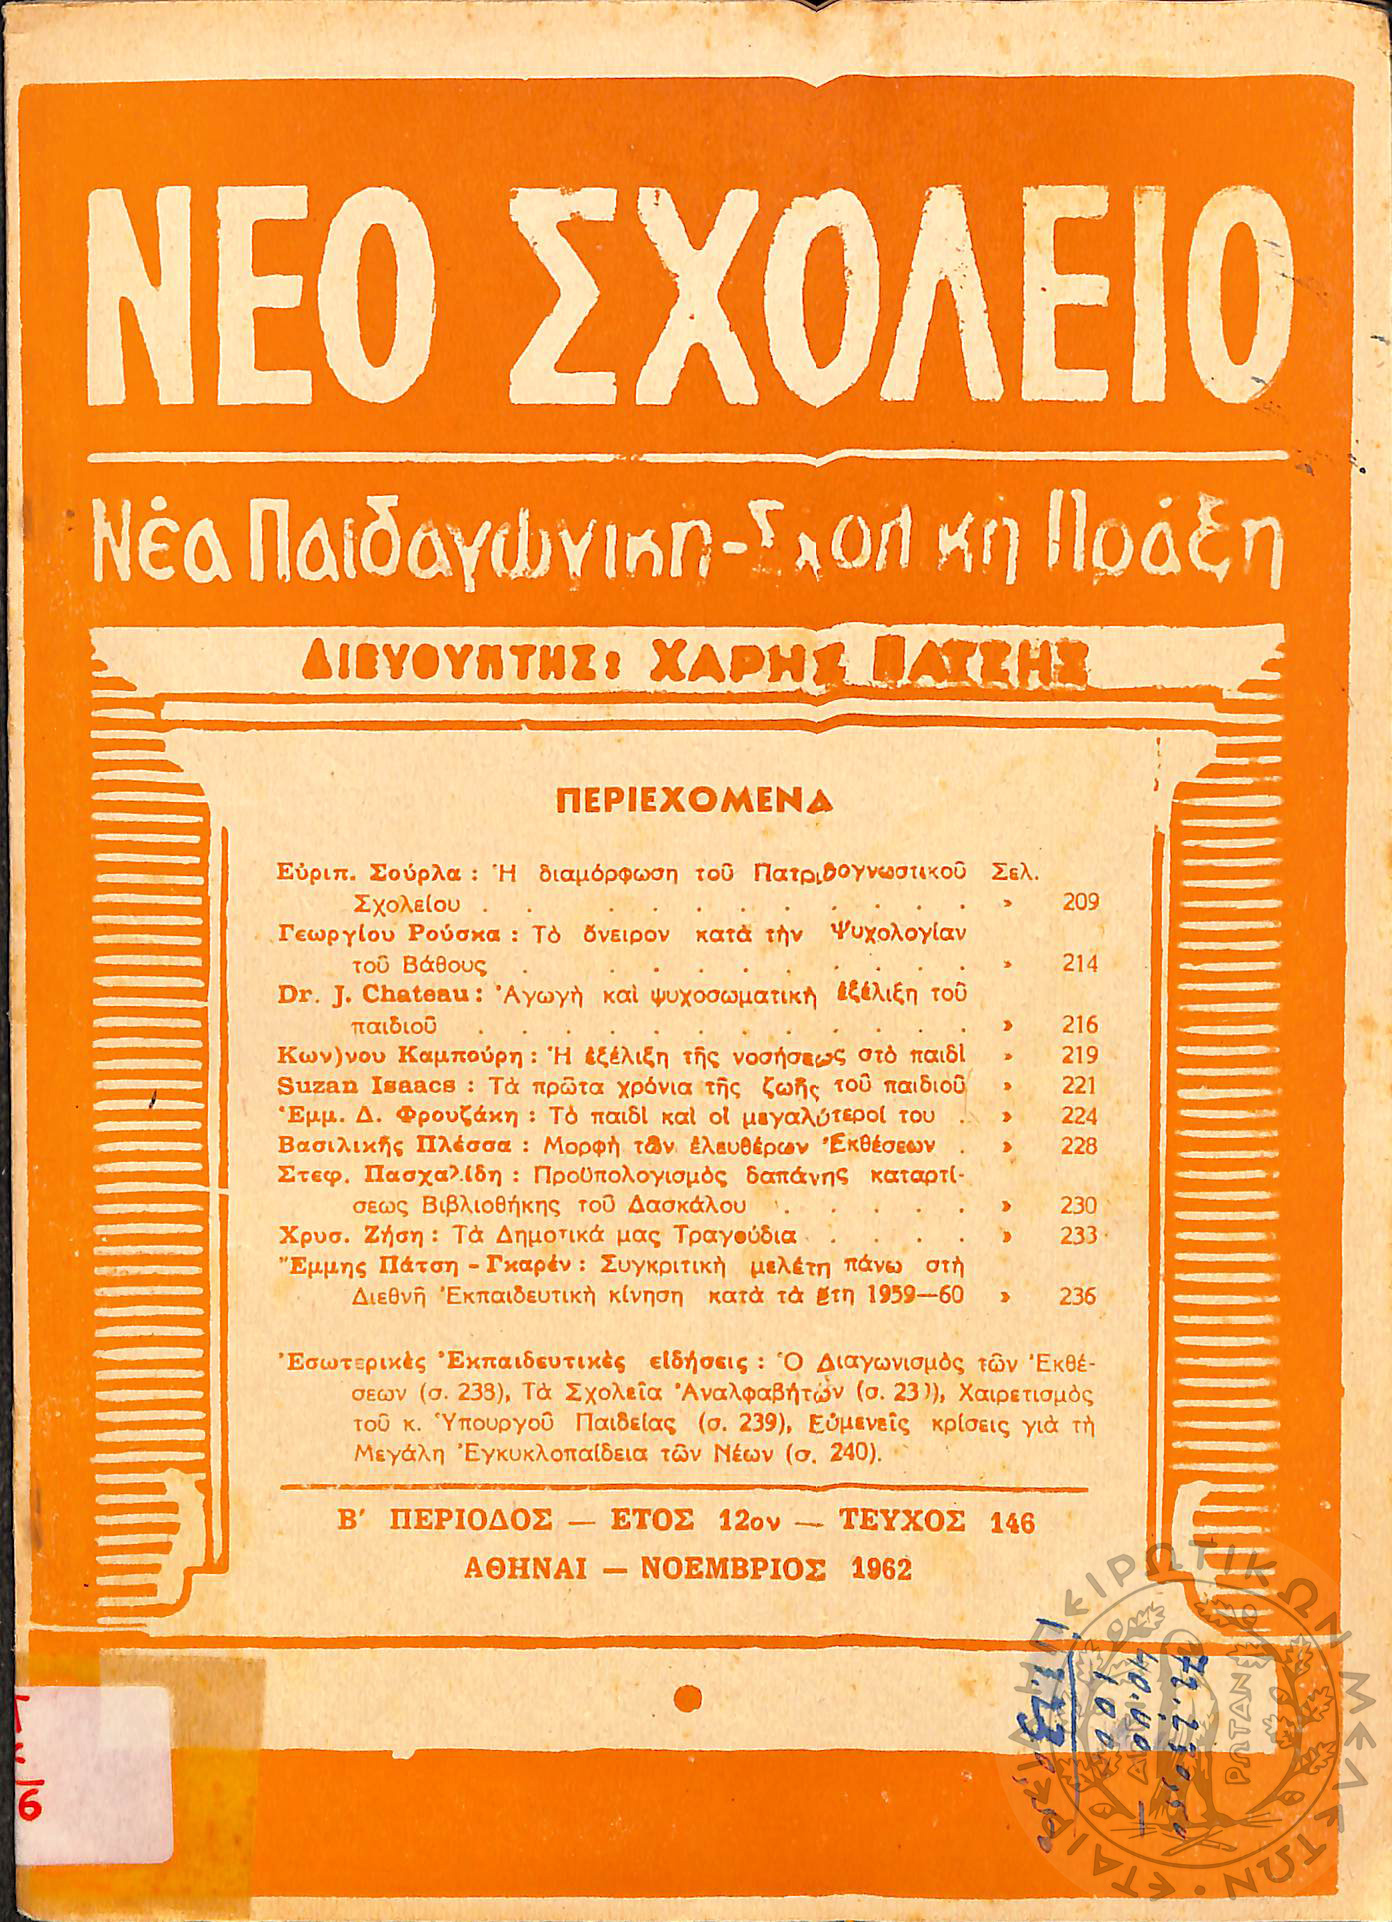 ΝΕΟ ΣΧΟΛΕΙΟ
Νέα Παιδαγωγικη-Σχολικη Πράξη
ΔΙΕΥΘΥΝΤΗΣ: ΧΑΡΗΣ ΠΑΤΣΗΣ
ΠΕΡΙΕΧΟΜΕΝΑ
Εὐριπ. Σούρλα : Ἡ διαμόρφωση τοῦ Πατριδογνωστικοῦ Σελ.
Σχολείου . . . . . . . . . . . » 209
Γεωργίου Ρούσκα : Τὸ ὄνειρον κατὰ τὴν Ψυχολογίαν
τοῦ Βάθους . . . . . . . . . . » 214
Dr. J. Chateau : Ἀγωγὴ καὶ ψυχοσωματικὴ ἐξέλιξη τοῦ
παιδιοῦ . . . . . . . . . . . . » 216
Κων)νου Καμπούρη : Ἡ ἐξέλιξη τῆς νοσήσεως στὸ παιδὶ » 219
Suzan Isaacs : Τὰ πρῶτα χρόνια τῆς ζωῆς τοῦ παιδιοῦ » 221
Ἐμμ. Δ. Φρουζάκη : Τὸ παιδὶ καὶ οἱ μεγαλύτεροί του . » 224
Βασιλικῆς Πλέσσα : Μορφὴ τῶν ἐλευθέρων Ἐκθέσεων . » 228
Στεφ. Πασχαλίδη : Προϋπολογισμὸς δαπάνης καταρτί-
σεως Βιβλιοθήκης τοῦ Δασκάλου . . . . . » 230
Χρυσ. Ζήση : Τὰ Δημοτικά μας Τραγούδια . . . . » 233
Ἔμμης Πάτση - Γκαρέν : Συγκριτικὴ μελέτη πάνω στὴ
Διεθνῆ Ἐκπαιδευτικὴ κίνηση κατὰ τὰ ἔτη 1959—60 » 236
Ἐσωτερικὲς Ἐκπαιδευτικὲς εἰδήσεις : Ὁ Διαγωνισμὸς τῶν Ἐκθέ-
σεων (σ. 238), Τὰ Σχολεῖα Ἀναλφαβήτων (σ. Χαιρετισμὸς
τοῦ κ. Ὑπουργοῦ Παιδείας (σ. 239), Εὐμενεῖς κρίσεις γιὰ τὴ
Μεγάλη Ἐγκυκλοπαίδεια τῶν Νέων (σ. 240).
Β′ ΠΕΡΙΟΔΟΣ — ΕΤΟΣ 12ον — ΤΕΥΧΟΣ 146
ΑΘΗΝΑΙ — ΝΟΕΜΒΡΙΟΣ 1962
ΕΤΑΙΡΕΙΑ ΗΠΕΙΡΩΤΙΚΩΝ ΜΕΛΕΤΩΝ
6